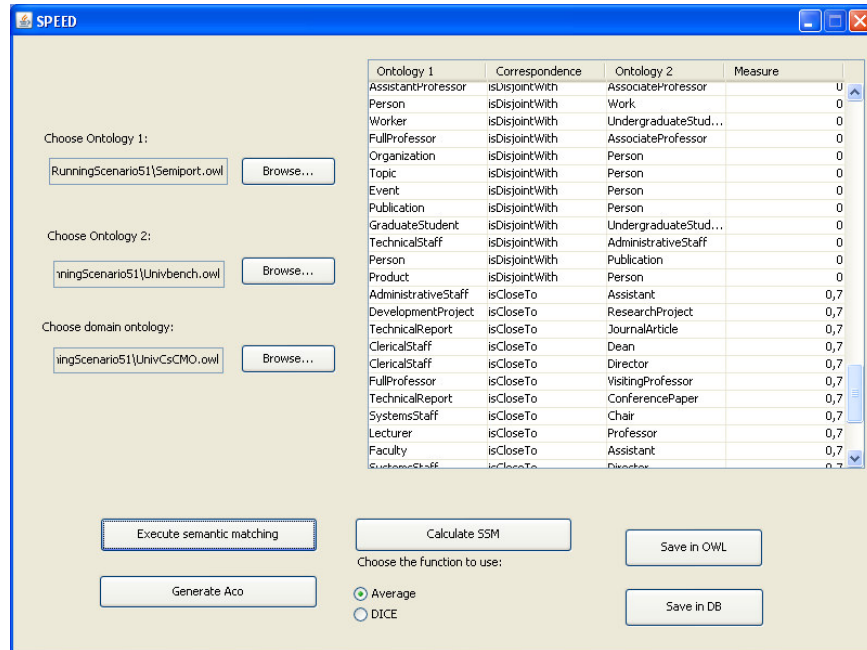 SPEED
Ontology 1 Correspondence Ontology 2 Measure
AssistantProfessor isDisjointWith AssociateProfessor 0
Person isDisjointWith Work 0
Worker isDisjointWith UndergraduateStud... 0
Choose Ontology 1:
FullProfessor isDisjointWith AssociateProfessor 0
Organization isDisjointWith Person 0
RunningScenario51\Semiport.owl Browse...
Topic isDisjointWith Person 0
Event isDisjointWith Person 0
Publication isDisjointWith Person 0
GraduateStudent isDisjointWith UndergraduateStud... 0
Choose Ontology 2:
TechnicalStaff isDisjointWith AdministrativeStaff 0
Person isDisjointWith Publication 0
nningScenario51\Univbench.owl Browse...
Product isDisjointWith Person 0
AdministrativeStaff isCloseTo Assistant 0,7
DevelopmentProject isCloseTo ResearchProject 0,7
Choose domain ontology:
TechnicalReport isCloseTo JournalArticle 0,7
ClericalStaff isCloseTo Dean 0,7
ingScenario51\UnivCsCMO.owl Browse...
ClericalStaff isCloseTo Director 0,7
FullProfessor isCloseTo VisitingProfessor 0,7
TechnicalReport isCloseTo ConferencePaper 0,7
SystemsStaff isCloseTo Chair 0,7
Lecturer isCloseTo Professor 0,7
Faculty isCloseTo Assistant 0,7
SystemsStaff isCloseTo Director 0,7
Execute semantic matching Calculate SSM Save in OWL
Choose the function to use:
Generate Aco Average Save in DB
DICE